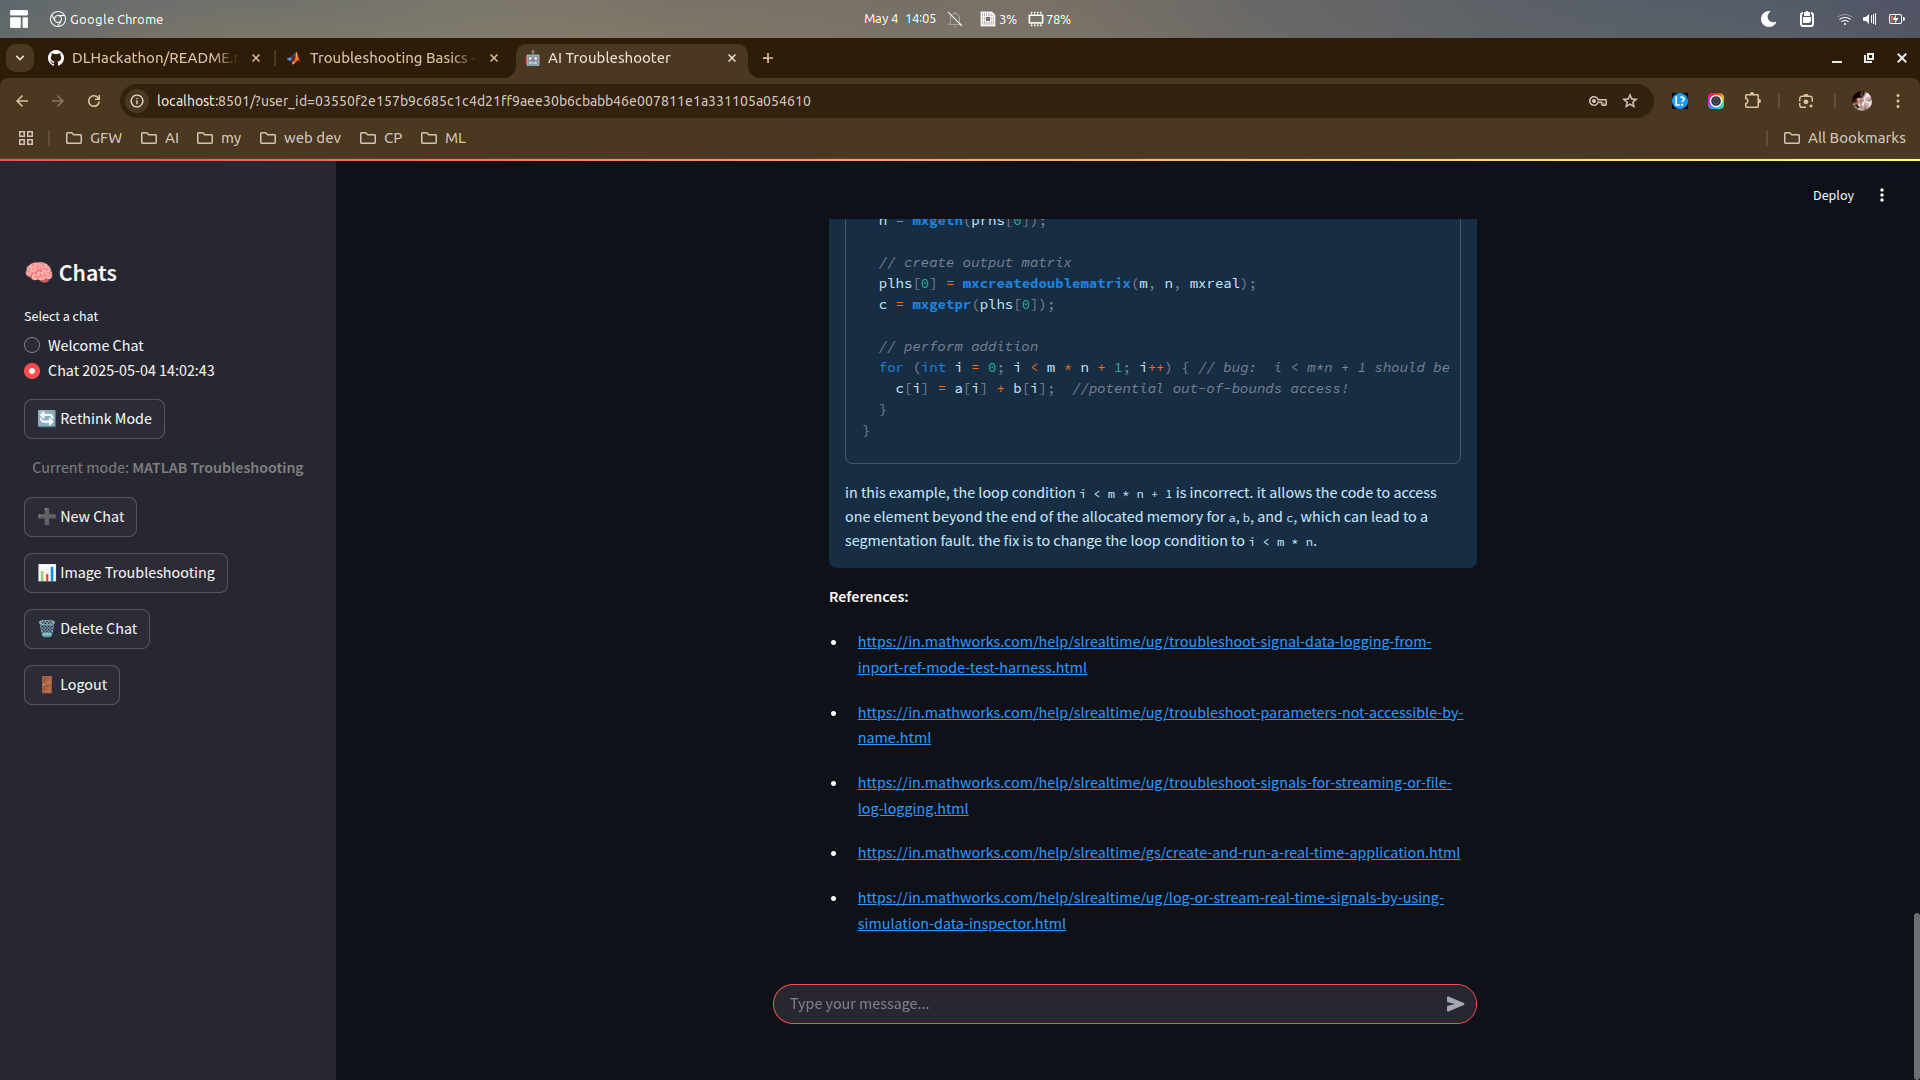 Google Chrome
May 4 14:05
3%
78%
DLHackathon/README.
Troubleshooting Basics
AI Troubleshooter
localhost:8501/?user_id=03550f2e157b9c685c1c4d21ff9aee30b6cbabb46e007811e1a331105a054610
GFW
AI
my
web dev
CP
ML
All Bookmarks
Deploy
🧠 Chats
Select a chat
Welcome Chat
Chat 2025-05-04 14:02:43
🔄 Rethink Mode
Current mode: MATLAB Troubleshooting
➕ New Chat
📊 Image Troubleshooting
🗑️ Delete Chat
🚪 Logout
n = mxgetn(prhs[0]);
// create output matrix
plhs[0] = mxcreatedoublematrix(m, n, mxreal);
c = mxgetpr(plhs[0]);
// perform addition
for (int i = 0; i < m * n + 1; i++) { // bug:  i < m*n + 1 should be
c[i] = a[i] + b[i];  //potential out-of-bounds access!
}
}
in this example, the loop condition i < m * n + 1 is incorrect. it allows the code to access
one element beyond the end of the allocated memory for a, b, and c, which can lead to a
segmentation fault. the fix is to change the loop condition to i < m * n.
References:
https://in.mathworks.com/help/slrealtime/ug/troubleshoot-signal-data-logging-from-
inport-ref-mode-test-harness.html
https://in.mathworks.com/help/slrealtime/ug/troubleshoot-parameters-not-accessible-by-
name.html
https://in.mathworks.com/help/slrealtime/ug/troubleshoot-signals-for-streaming-or-file-
log-logging.html
https://in.mathworks.com/help/slrealtime/gs/create-and-run-a-real-time-application.html
https://in.mathworks.com/help/slrealtime/ug/log-or-stream-real-time-signals-by-using-
simulation-data-inspector.html
Type your message...